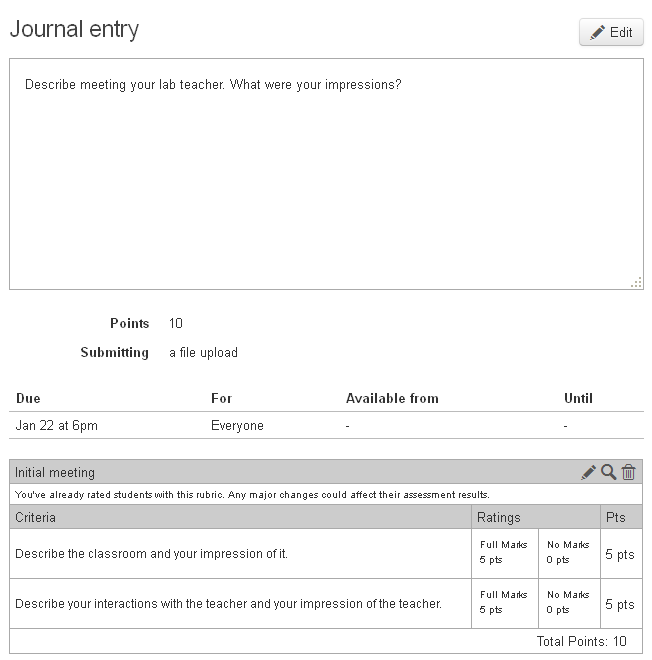 Journal entry
Edit
Describe meeting your lab teacher. What were your impressions?
Points 10
Submitting a file upload
Due For Available from Until
Jan 22 at 6pm Everyone - -
Initial meeting
You've already rated students with this rubric. Any major changes could affect their assessment results.
Criteria Ratings Pts
Describe the classroom and your impression of it. Full Marks 5 pts No Marks 0 pts 5 pts
Describe your interactions with the teacher and your impression of the teacher. Full Marks 5 pts No Marks 0 pts 5 pts
Total Points: 10